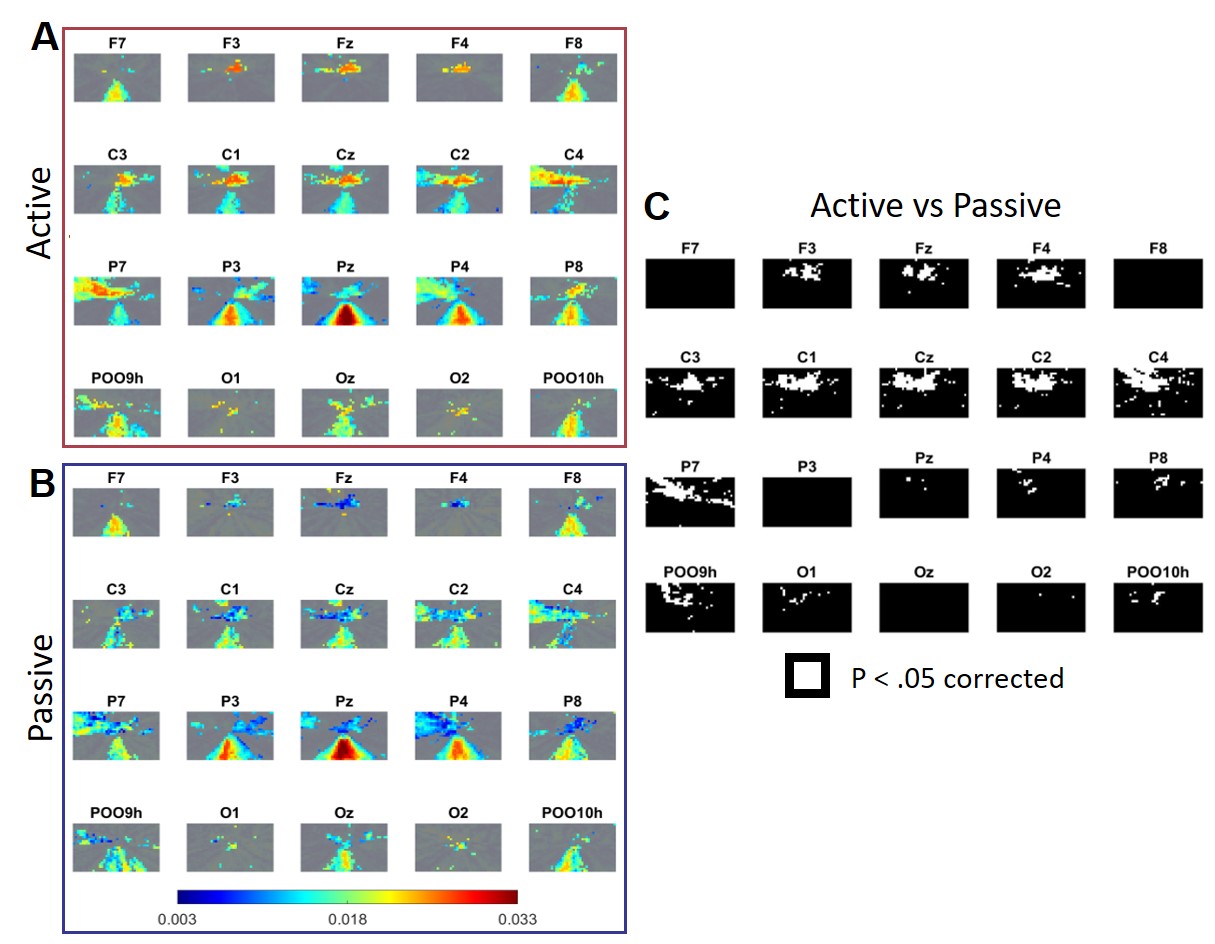 A
Active
F7 F3 Fz F4 F8
C3 C1 Cz C2 C4
P7 P3 Pz P4 P8
POO9h O1 Oz O2 POO10h
B
Passive
F7 F3 Fz F4 F8
C3 C1 Cz C2 C4
P7 P3 Pz P4 P8
POO9h O1 Oz O2 POO10h
0.003 0.018 0.033
C
Active vs Passive
F7 F3 Fz F4 F8
C3 C1 Cz C2 C4
P7 P3 Pz P4 P8
POO9h O1 Oz O2 POO10h
P < .05 corrected